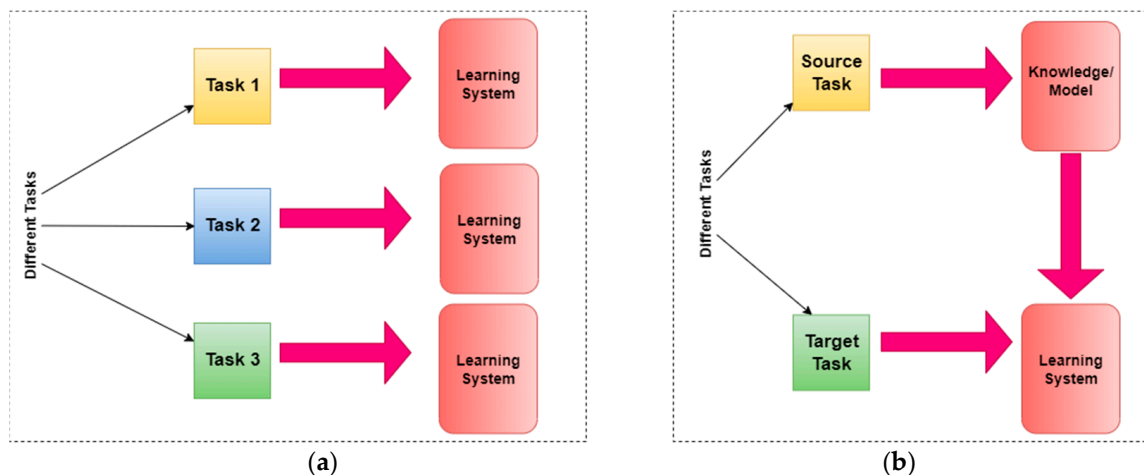 Different Tasks
Task 1
Learning
System
Task 2
Learning
System
Task 3
Learning
System
(a)
Different Tasks
Source
Task
Knowledge/
Model
Target
Task
Learning
System
(b)